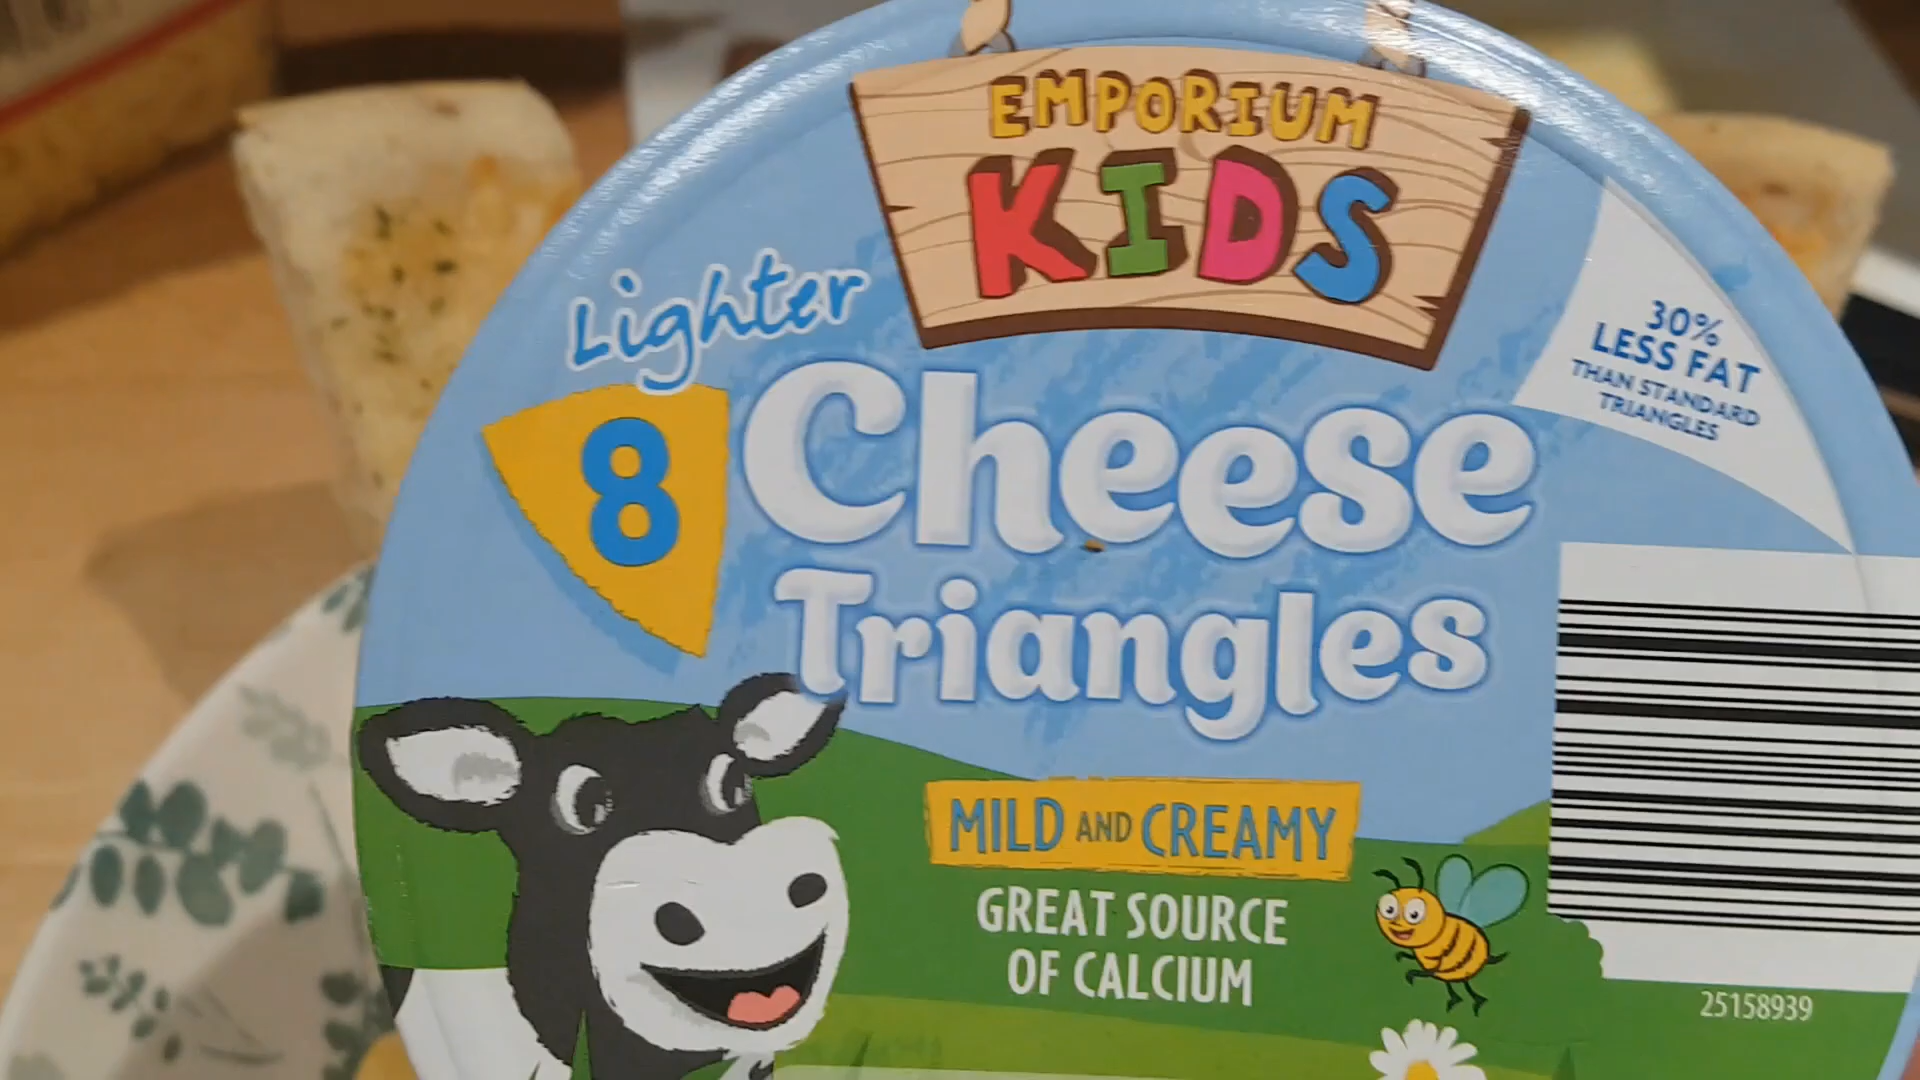 EMPORIUM
KIDS
Lighter
8
Cheese
Triangles
30%
LESS FAT
THAN STANDARD
TRIANGLES
MILD AND CREAMY
GREAT SOURCE
OF CALCIUM
25158939